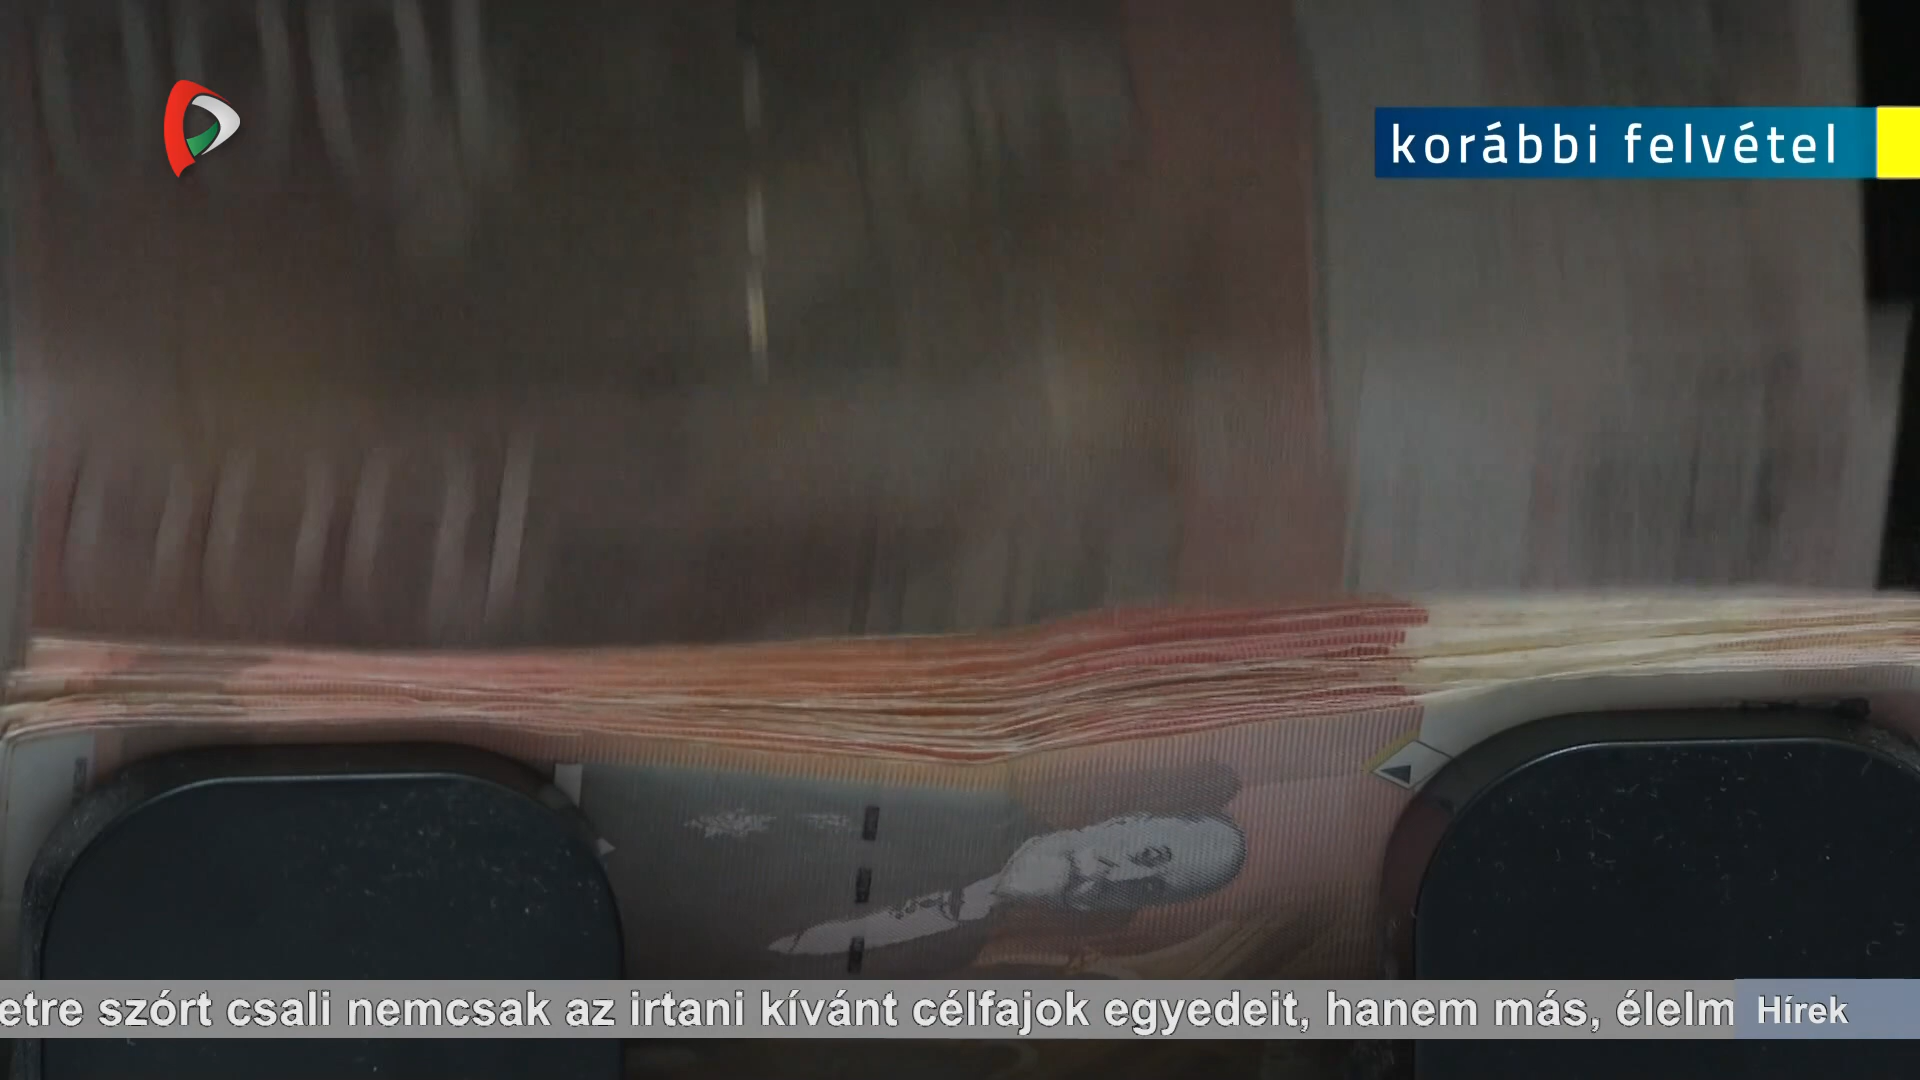 korábbi felvétel
etre szórt csali nemcsak az irtani kívánt célfajok egyedeit, hanem más, élelm
Hírek